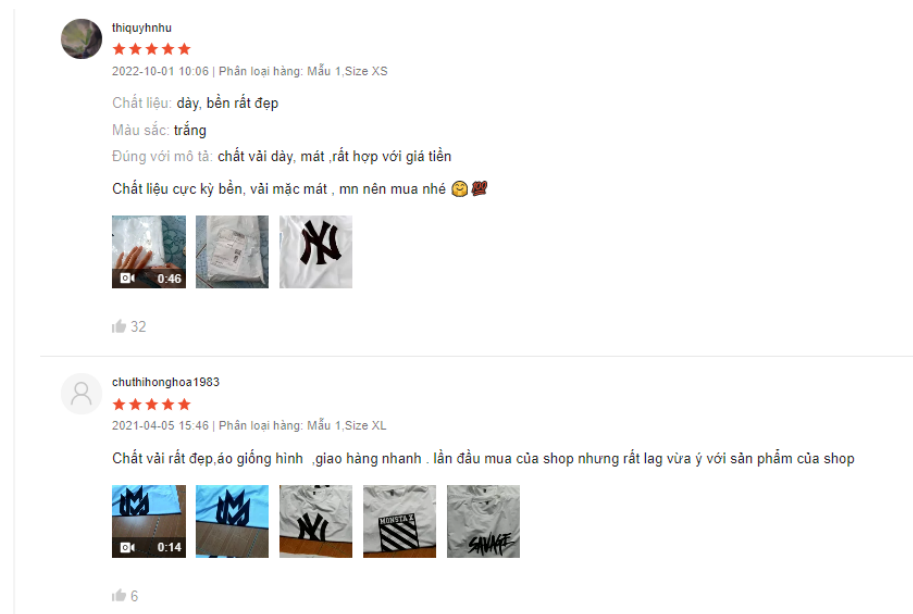 thiquyhnhu
2022-10-01 10:06 | Phân loại hàng: Mẫu 1,Size XS
Chất liệu: dày, bền rất đẹp
Màu sắc: trắng
Đúng với mô tả: chất vải dày, mát ,rất hợp với giá tiền
Chất liệu cực kỳ bền, vải mặc mát , mn nên mua nhé 🤗 💯
0:46
NY
32
chuthihonghoa1983
2021-04-05 15:46 | Phân loại hàng: Mẫu 1,Size XL
Chất vải rất đẹp,áo giống hình ,giao hàng nhanh . lần đầu mua của shop nhưng rất lag vừa ý với sản phẩm của shop
0:14
NY
MONSTA X
SAVAGE
6